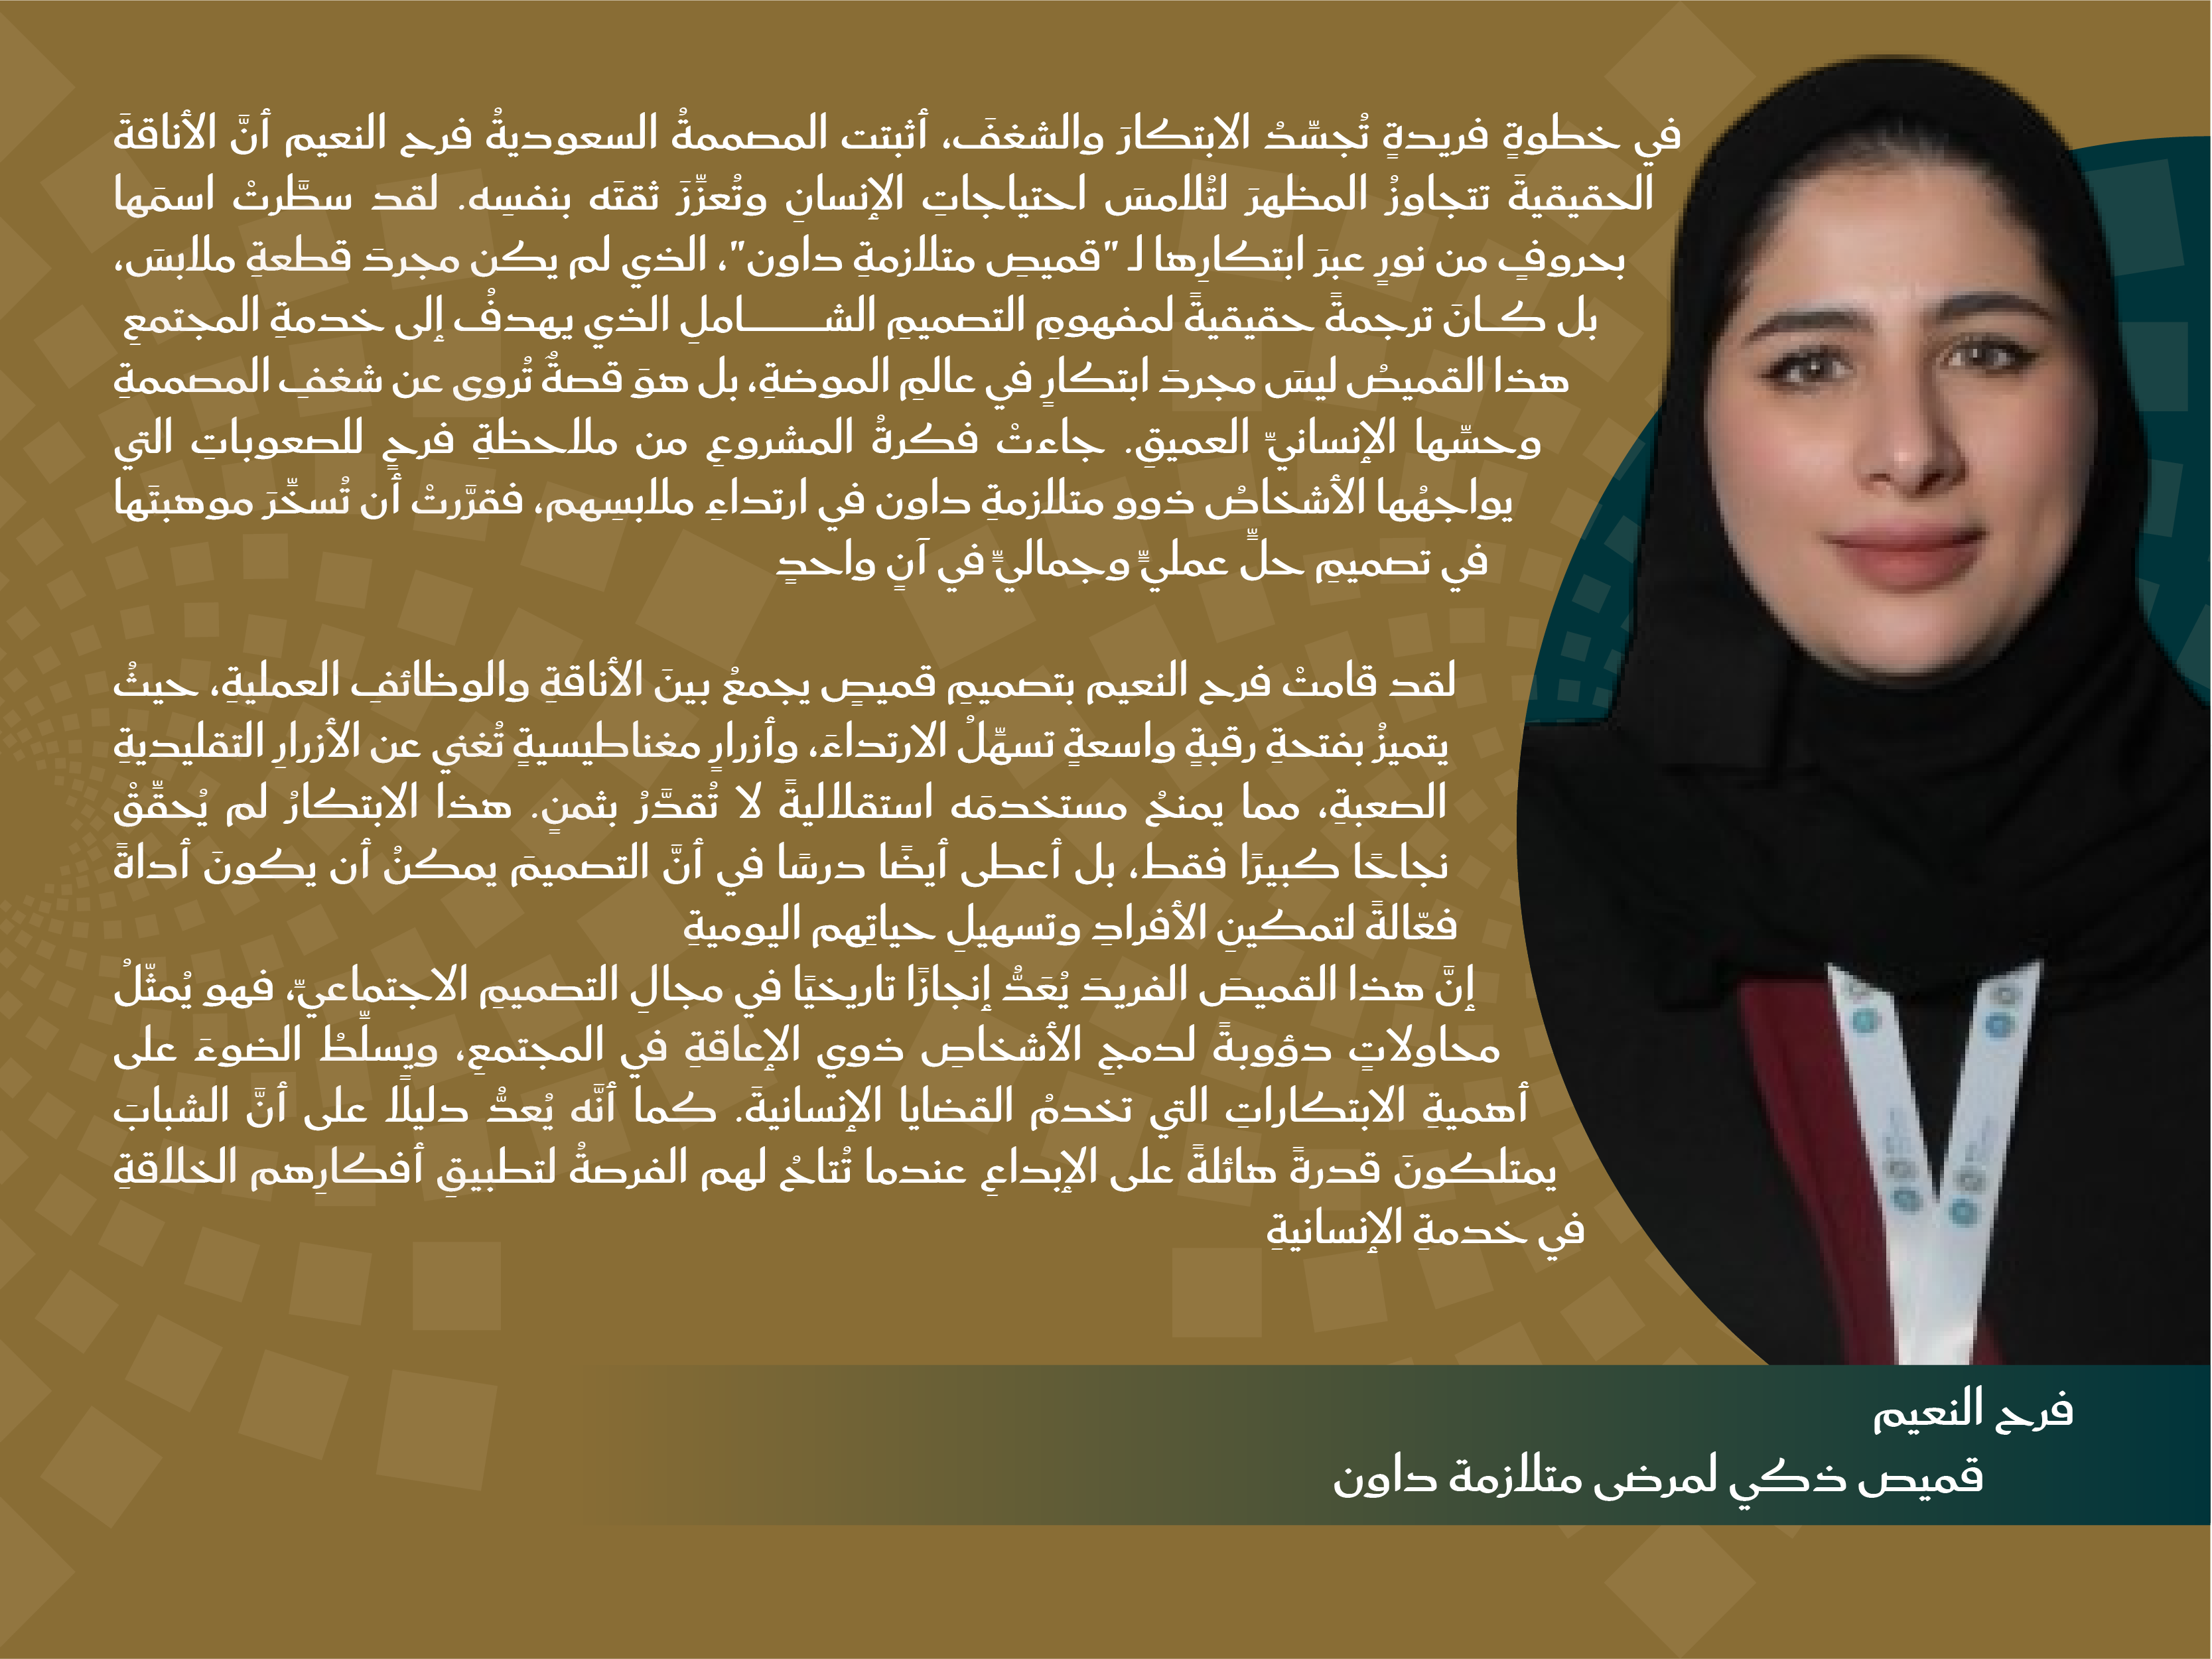 في خطوةٍ فريدةٍ تُجسِّدُ الابتكارَ والشغفَ، أثبتت المصممةُ السعوديةُ فرح النعيم أنَّ الأناقةَ
الحقيقيةَ تتجاوزُ المظهرَ لتُلامسَ احتياجاتِ الإنسانِ وتُعزِّزَ ثقتَه بنفسِه. لقد سطَّرتْ اسمَها
بحروفٍ من نورٍ عبرَ ابتكارِها لـ "قميصِ متلازمةِ داون"، الذي لم يكن مجردَ قطعةِ ملابسَ،
بل كـانَ ترجمةً حقيقيةً لمفهومِ التصميمِ الشـــــاملِ الذي يهدفُ إلى خدمةِ المجتمعِ
هذا القميصُ ليسَ مجردَ ابتكارٍ في عالمِ الموضةِ، بل هوَ قصةٌ تُروى عن شغفِ المصممةِ
وحسِّها الإنسانيِّ العميقِ. جاءتْ فكرةُ المشروعِ من ملاحظةِ فرحٍ للصعوباتِ التي
يواجهُها الأشخاصُ ذوو متلازمةِ داون في ارتداءِ ملابسِهم، فقرَّرتْ أن تُسخِّرَ موهبتَها
في تصميمِ حلٍّ عمليٍّ وجماليٍّ في آنٍ واحدٍ
لقد قامتْ فرح النعيم بتصميمِ قميصٍ يجمعُ بينَ الأناقةِ والوظائفِ العمليةِ، حيثُ
يتميزُ بفتحةِ رقبةٍ واسعةٍ تسهّلُ الارتداءَ، وأزرارٍ مغناطيسيةٍ تُغني عن الأزرارِ التقليديةِ
الصعبةِ، مما يمنحُ مستخدمَه استقلاليةً لا تُقدَّرُ بثمنٍ. هذا الابتكارُ لم يُحقِّقْ
نجاحًا كبيرًا فقط، بل أعطى أيضًا درسًا في أنَّ التصميمَ يمكنُ أن يكونَ أداةً
فعّالةً لتمكينِ الأفرادِ وتسهيلِ حياتِهم اليوميةِ
إنَّ هذا القميصَ الفريدَ يُعَدُّ إنجازًا تاريخيًا في مجالِ التصميمِ الاجتماعيِّ، فهو يُمثّلُ
محاولاتٍ دؤوبةً لدمجِ الأشخاصِ ذوي الإعاقةِ في المجتمعِ، ويسلِّطُ الضوءَ على
أهميةِ الابتكاراتِ التي تخدمُ القضايا الإنسانيةَ. كما أنَّه يُعدُّ دليلًا على أنَّ الشبابَ
يمتلكونَ قدرةً هائلةً على الإبداعِ عندما تُتاحُ لهم الفرصةُ لتطبيقِ أفكارِهم الخلاقةِ
في خدمةِ الإنسانيةِ
فرح النعيم
قميص ذكي لمرضى متلازمة داون